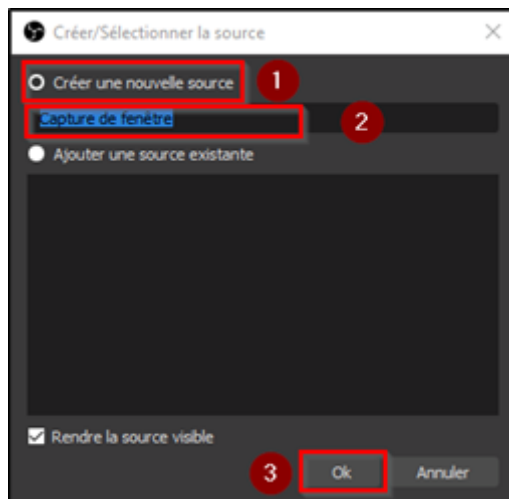 Créer/Sélectionner la source
Créer une nouvelle source 1
Capture de fenêtre 2
Ajouter une source existante
Rendre la source visible
3 Ok Annuler